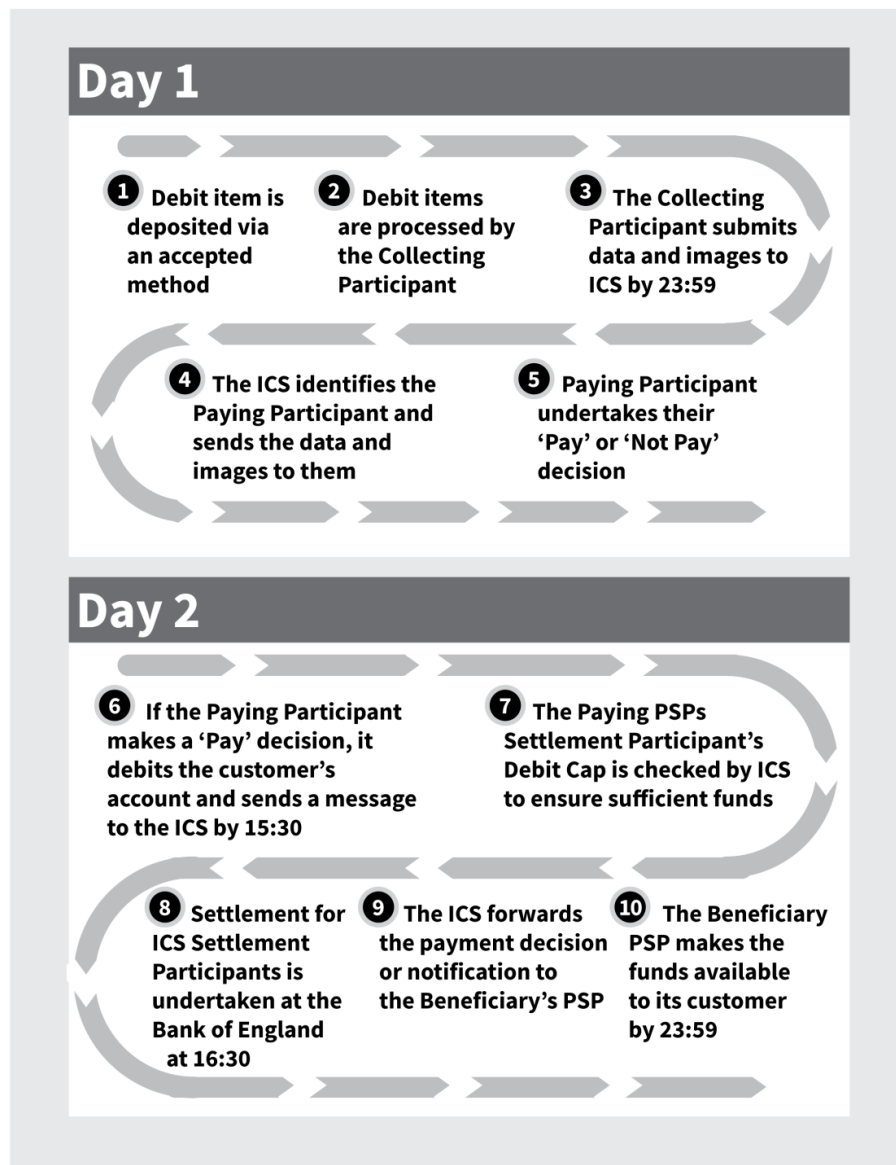 Day 1
1 Debit item is
deposited via
an accepted
method
2 Debit items
are processed by
the Collecting
Participant
3 The Collecting
Participant submits
data and images to
ICS by 23:59
4 The ICS identifies the
Paying Participant and
sends the data and
images to them
5 Paying Participant
undertakes their
‘Pay’ or ‘Not Pay’
decision
Day 2
6 If the Paying Participant
makes a ‘Pay’ decision, it
debits the customer’s
account and sends a message
to the ICS by 15:30
7 The Paying PSPs
Settlement Participant’s
Debit Cap is checked by ICS
to ensure sufficient funds
8 Settlement for
ICS Settlement
Participants is
undertaken at the
Bank of England
at 16:30
9 The ICS forwards
the payment decision
or notification to
the Beneficiary’s PSP
10 The Beneficiary
PSP makes the
funds available
to its customer
by 23:59